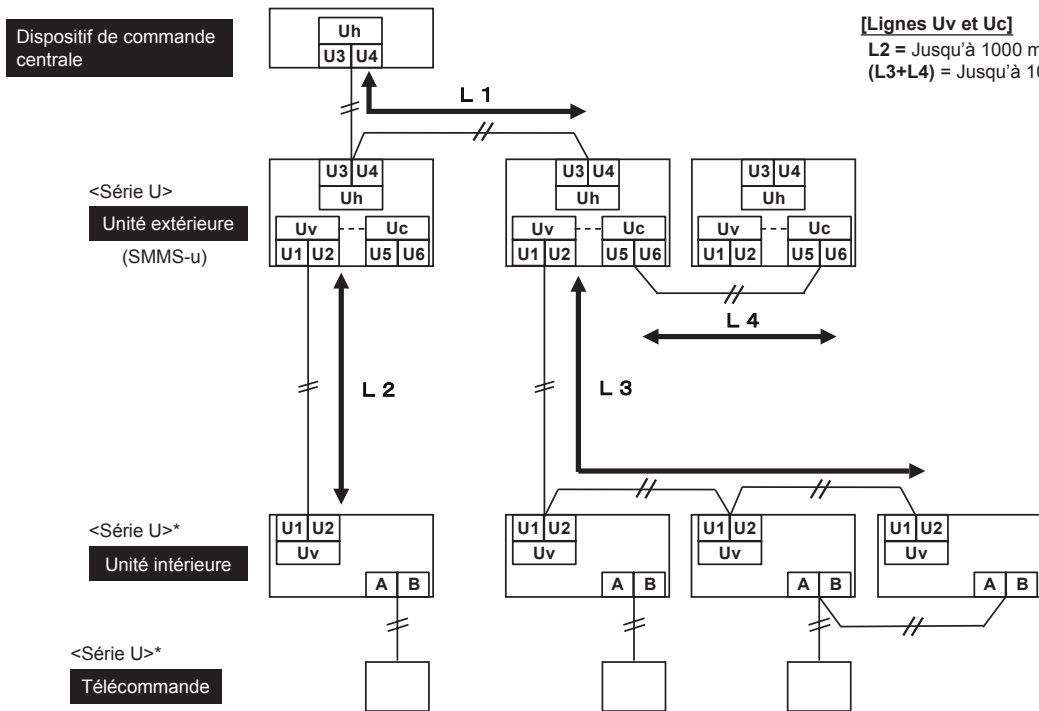 Dispositif de commande
centrale
Uh
U3 U4
[Lignes Uv et Uc]
L2 = Jusqu'à 1000 m
(L3+L4) = Jusqu'à 10
L 1
<Série U>
Unité extérieure
(SMMS-u)
U3 U4
Uh
Uv Uc
U1 U2 U5 U6
U3 U4
Uh
Uv Uc
U1 U2 U5 U6
U3 U4
Uh
Uv Uc
U1 U2 U5 U6
L 4
L 2
L 3
<Série U>*
Unité intérieure
U1 U2
Uv
A B
U1 U2
Uv
A B
U1 U2
Uv
A B
U1 U2
Uv
A B
<Série U>*
Télécommande